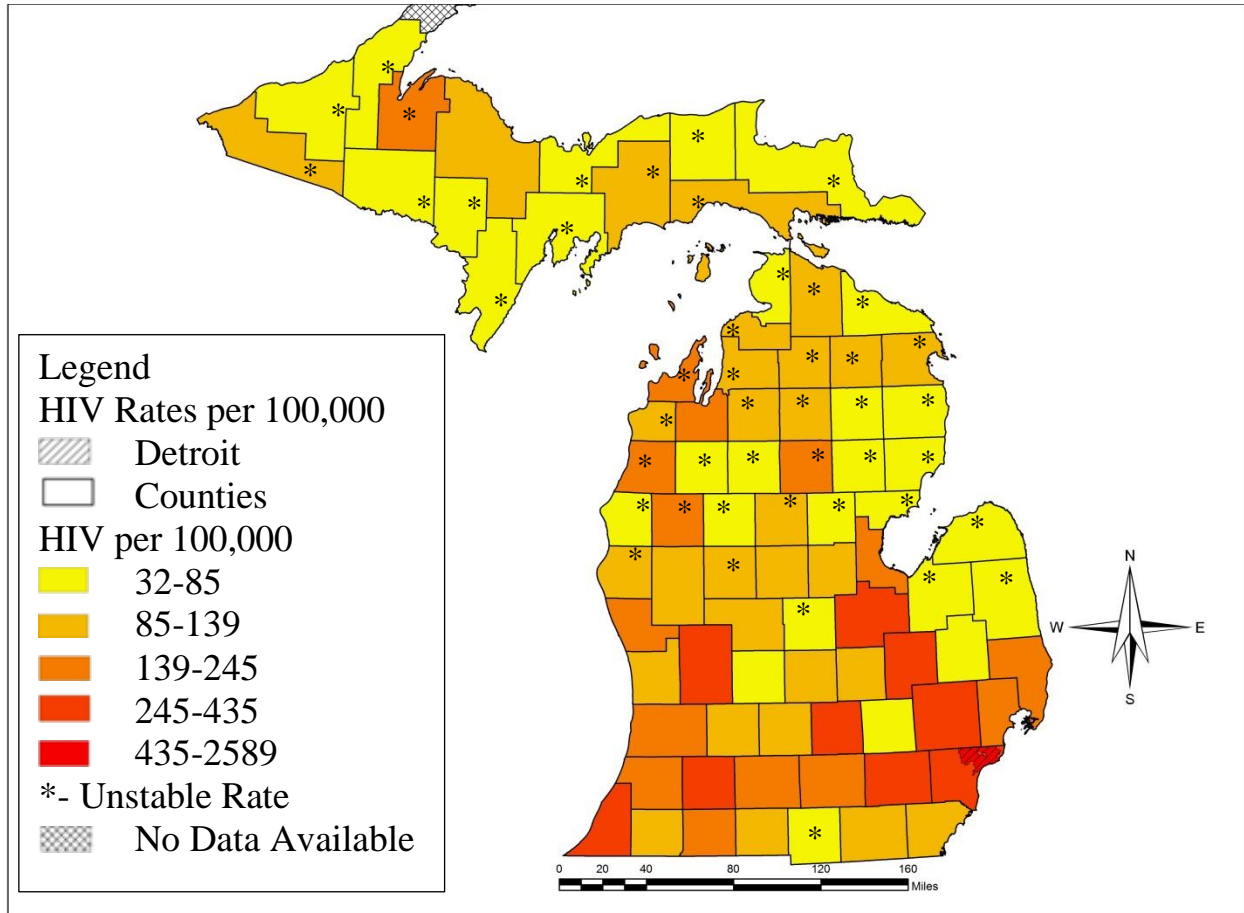 Legend
HIV Rates per 100,000
Detroit
Counties
HIV per 100,000
32-85
85-139
139-245
245-435
435-2589
*- Unstable Rate
No Data Available
N
W E
S
0 20 40 80 120 160
Miles